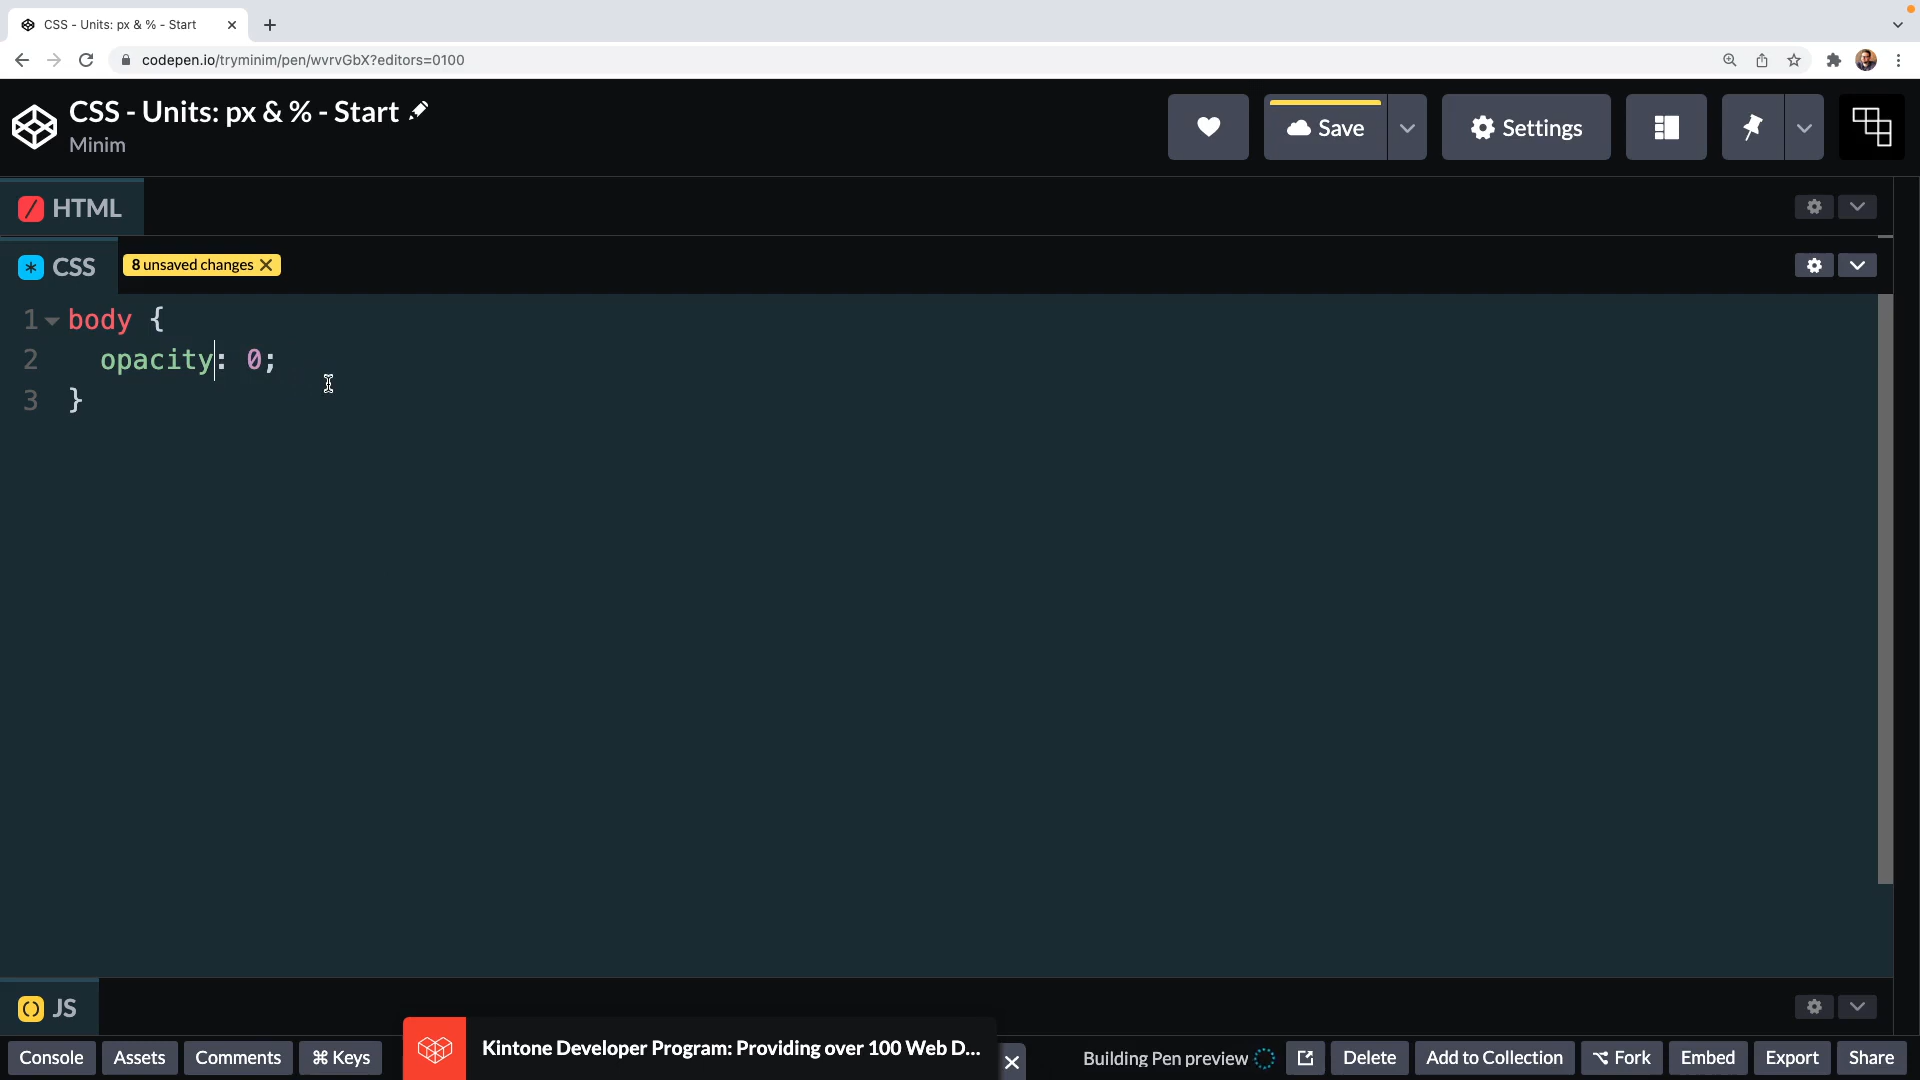 CSS - Units: px & % - Start
codepen.io/tryminim/pen/wvrvGbX?editors=0100
CSS - Units: px & % - Start
Minim
Save
Settings
HTML
CSS
8 unsaved changes
1 body {
2 opacity: 0;
3 }
JS
Console
Assets
Comments
⌘ Keys
Kintone Developer Program: Providing over 100 Web D...
Building Pen preview
Delete
Add to Collection
Fork
Embed
Export
Share